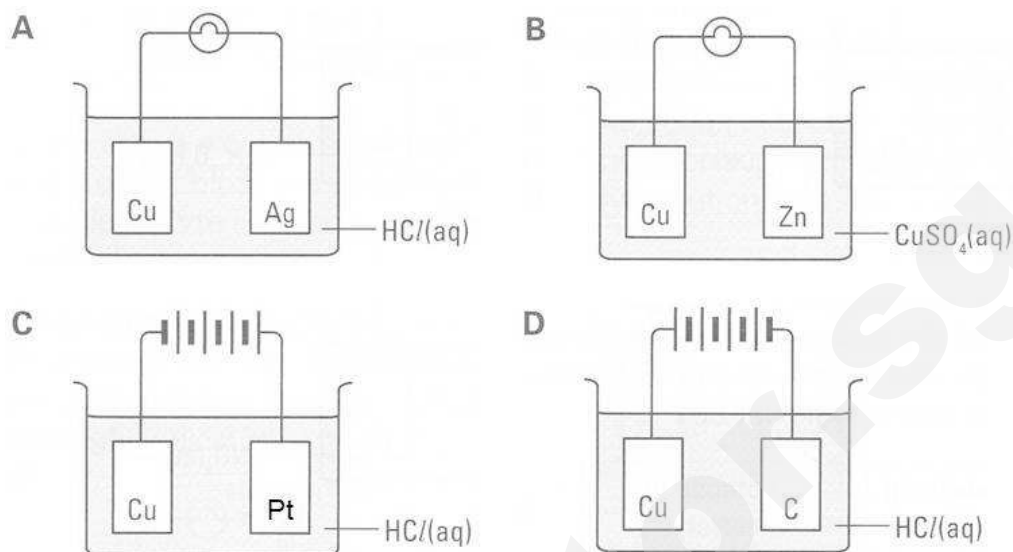 A
Cu
Ag
HCl(aq)
B
Cu
Zn
CuSO₄(aq)
C
Cu
Pt
HCl(aq)
D
Cu
C
HCl(aq)